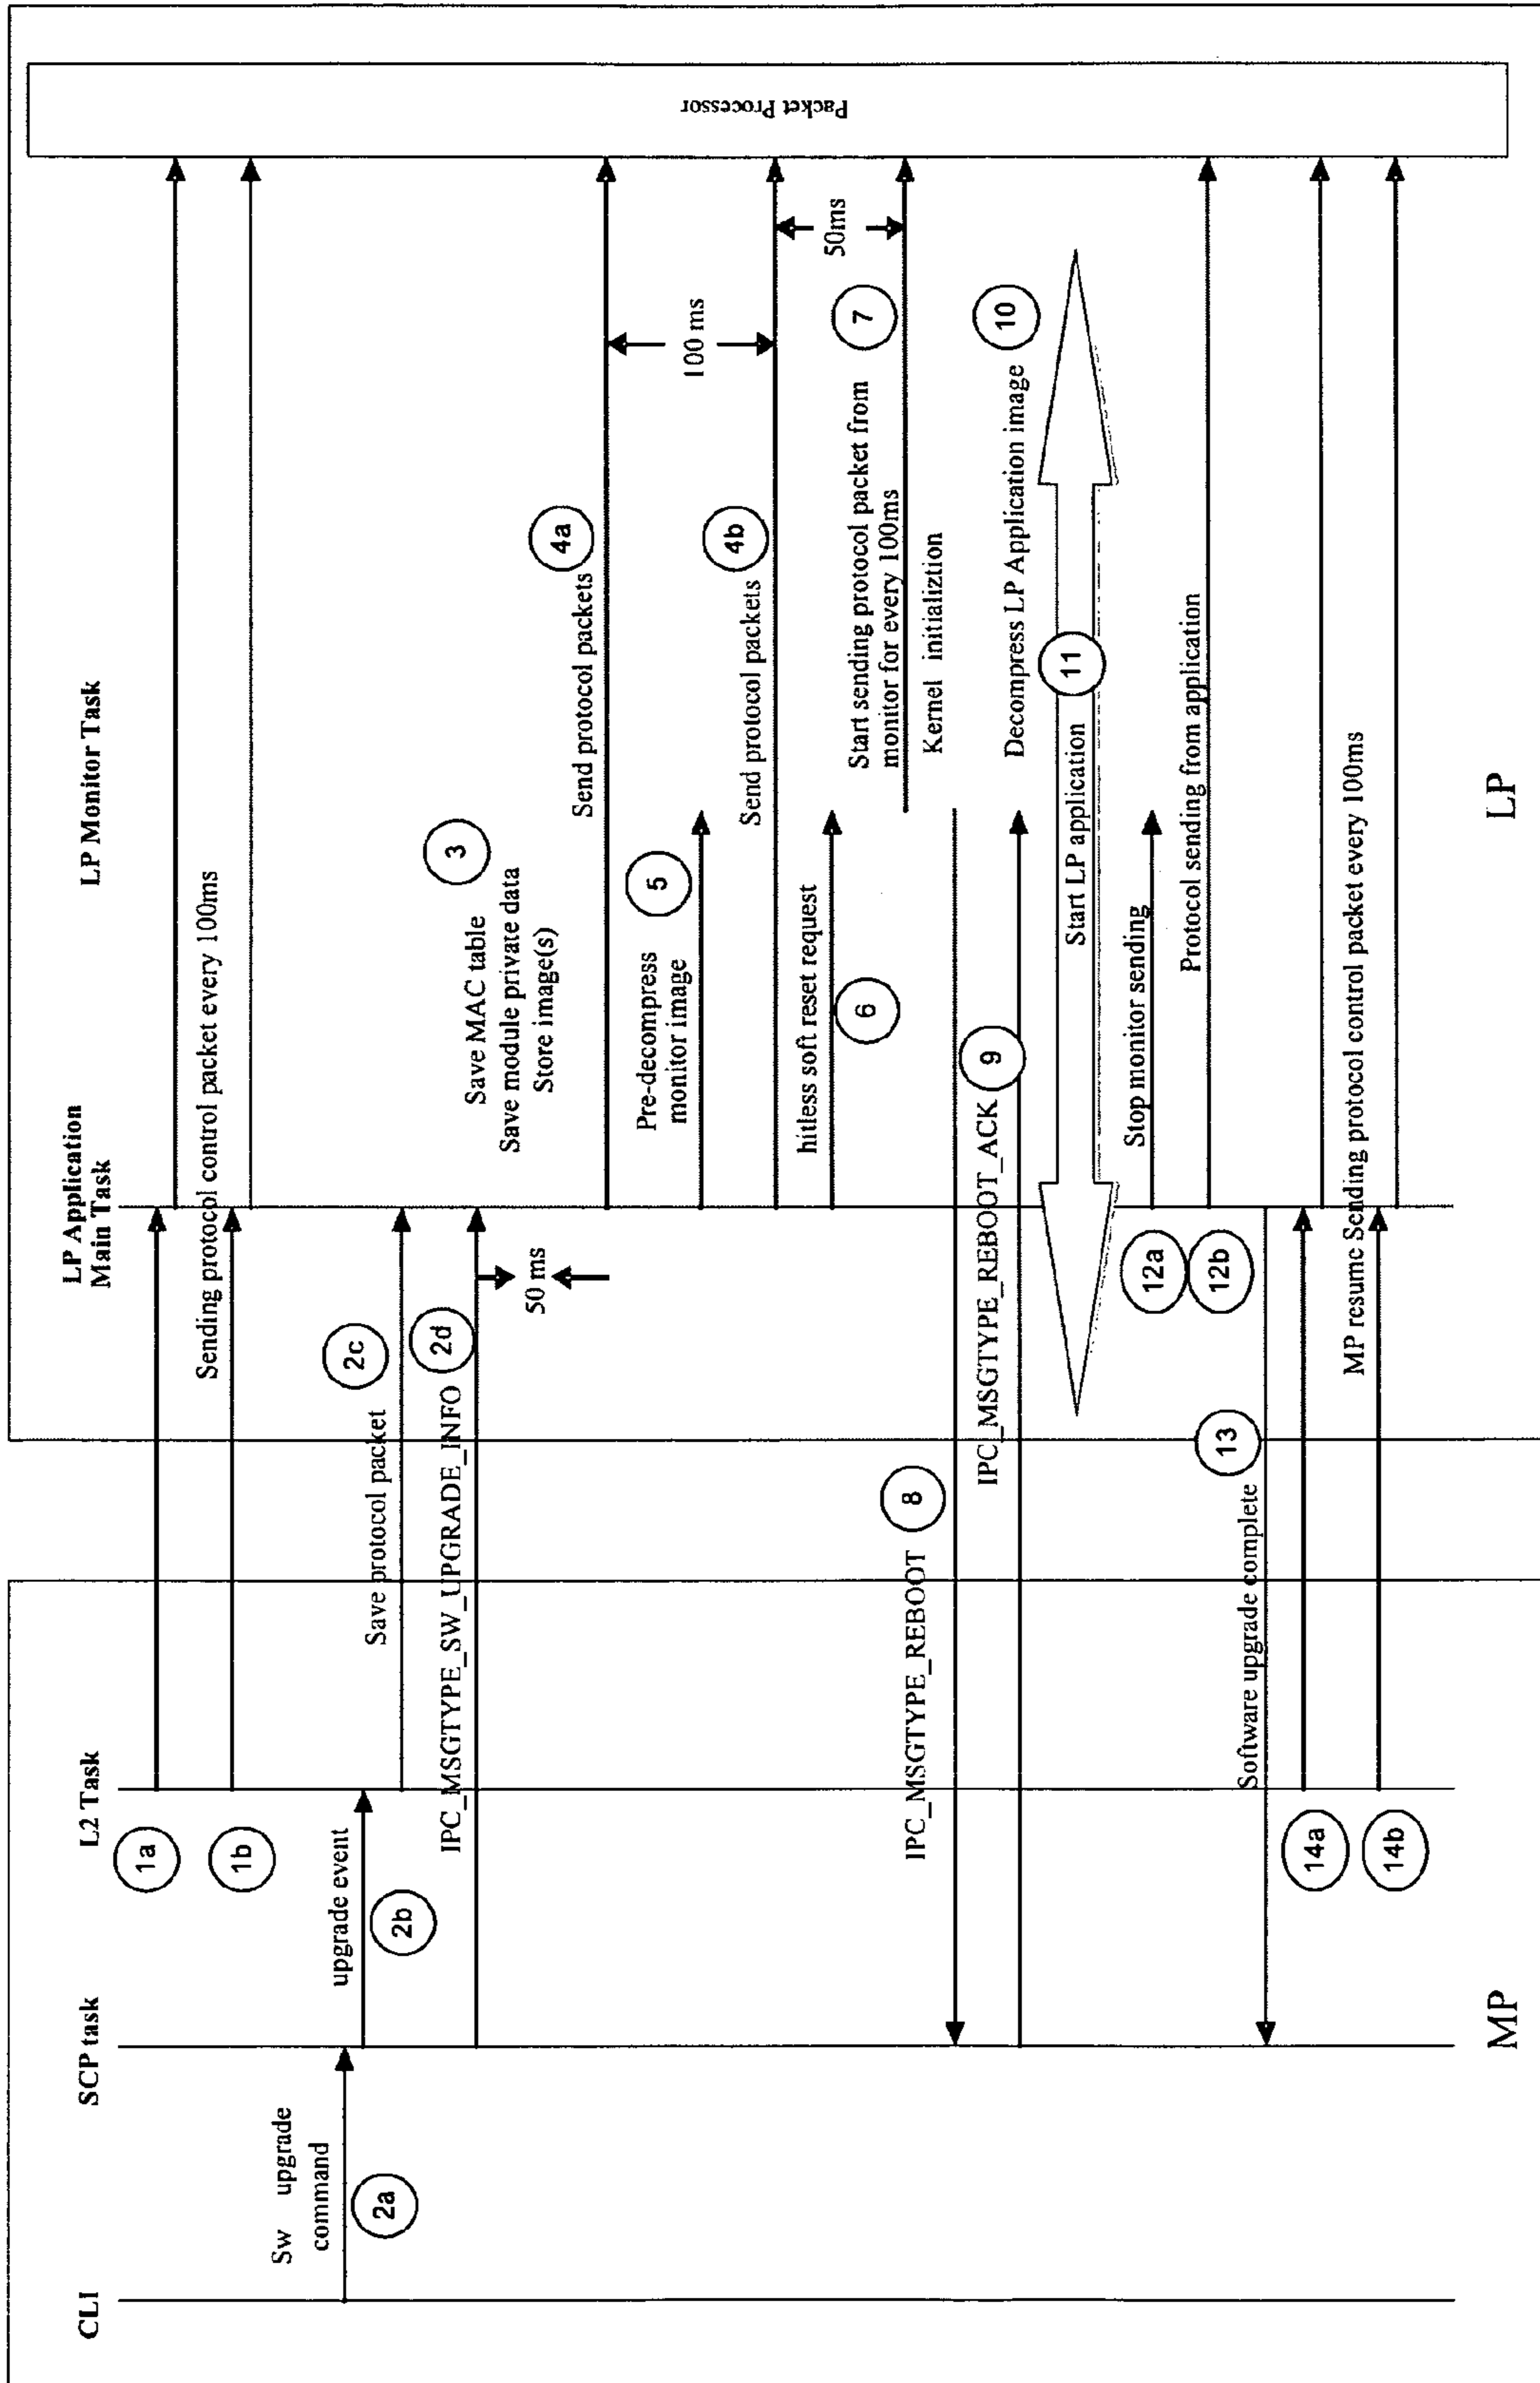 CLI
SCP task
L2 Task
LP Application
Main Task
LP Monitor Task
Packet Processor
1a
Sending protocol control packet every 100ms
1b
Sw upgrade
command
2a
upgrade event
2b
Save protocol packet
2c
IPC_MSGTYPE_SW_UPGRADE_INFO
2d
50 ms
3
Save MAC table
Save module private data
Store image(s)
4a
Send protocol packets
100 ms
Pre-decompress
monitor image
5
4b
Send protocol packets
50ms
hitless soft reset request
6
7
Start sending protocol packet from
monitor for every 100ms
Kernel initializtion
IPC_MSGTYPE_REBOOT
8
IPC_MSGTYPE_REBOOT_ACK
9
Decompress LP Application image
10
Start LP application
11
Stop monitor sending
12a
Protocol sending from application
12b
Software upgrade complete
13
14a
MP resume Sending protocol control packet every 100ms
14b
MP
LP